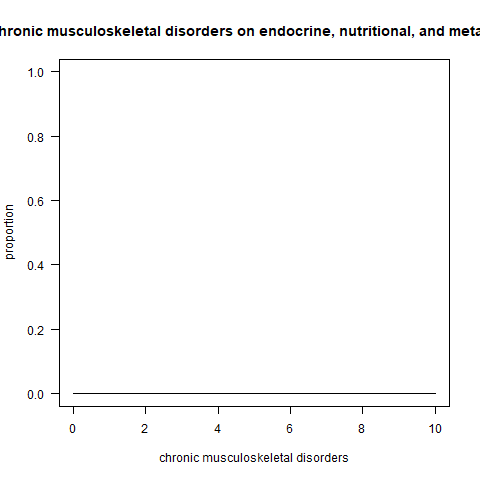 hronic musculoskeletal disorders on endocrine, nutritional, and meta
1.0
0.8
0.6
0.4
0.2
0.0
proportion
0 2 4 6 8 10
chronic musculoskeletal disorders